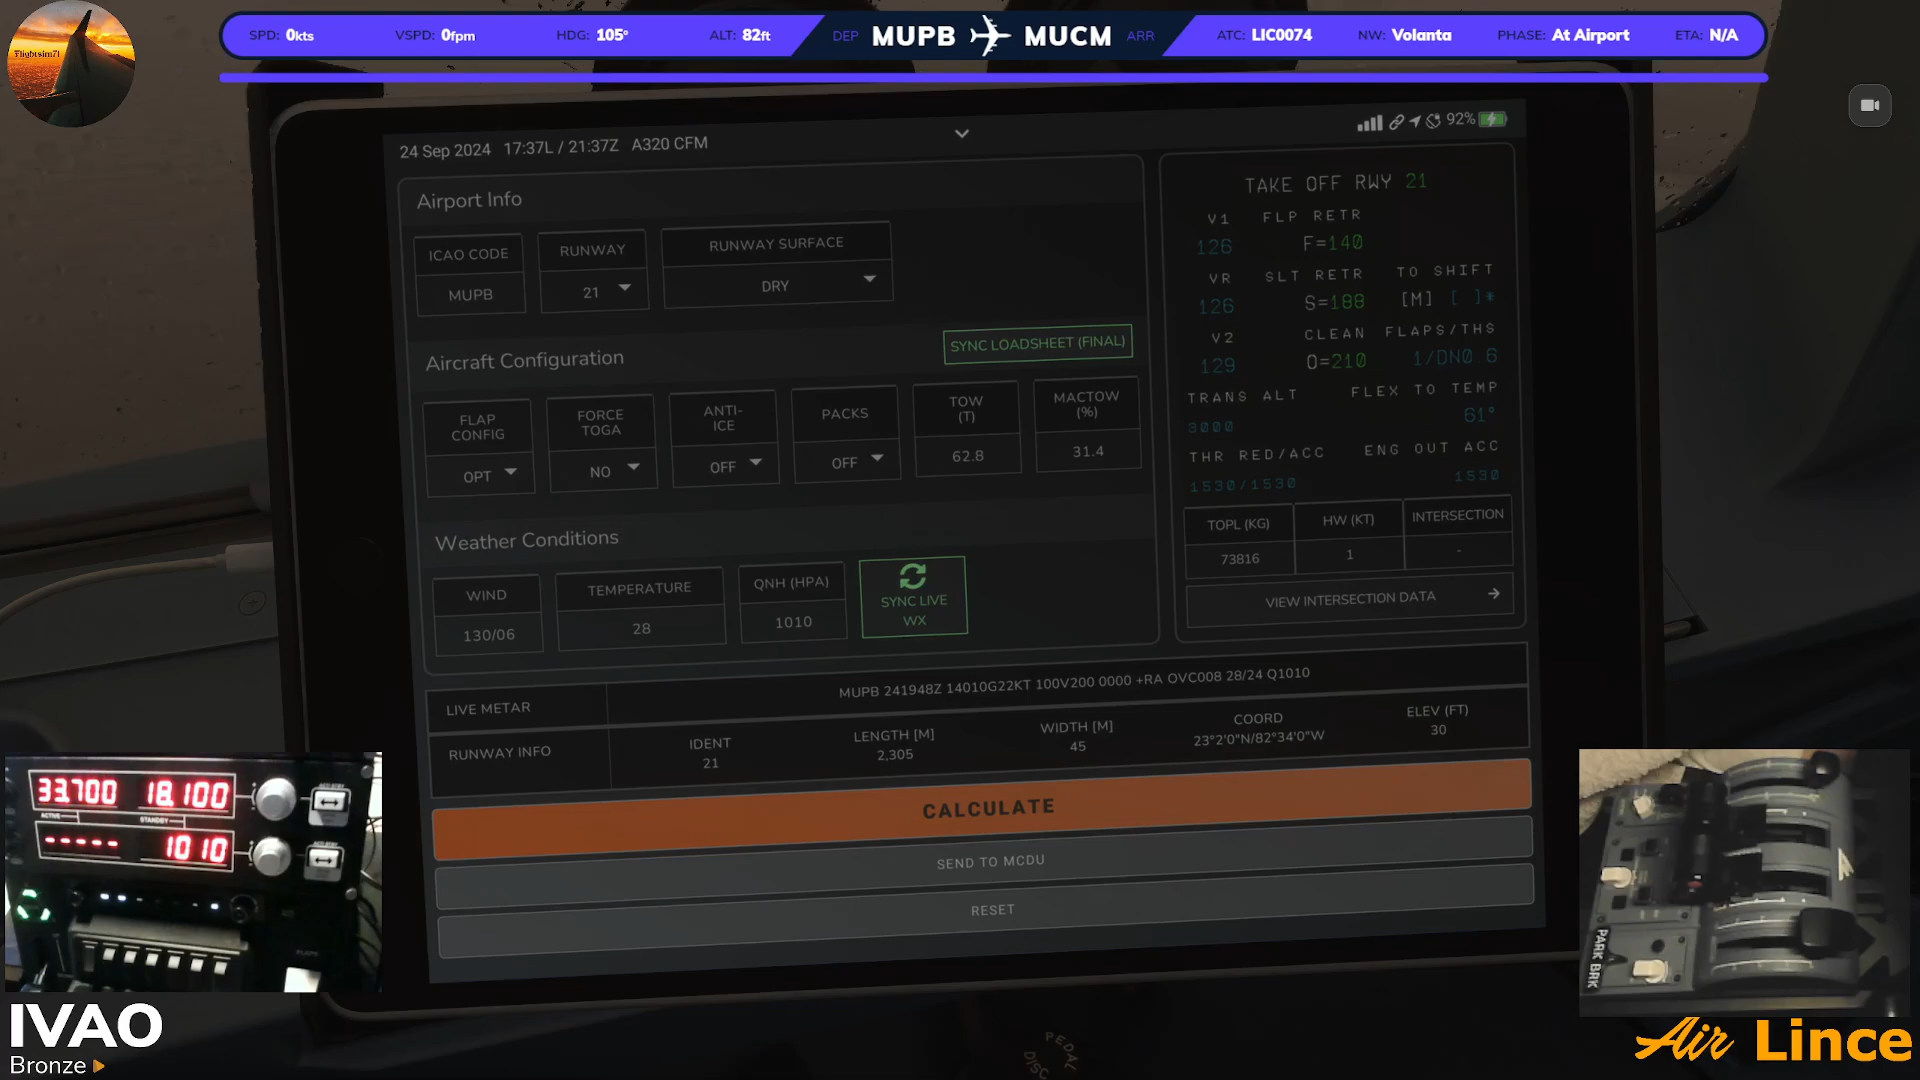 Flightsim71
SPD: 0kts
VSPD: 0fpm
HDG: 105°
ALT: 82ft
DEP MUPB MUCM ARR
ATC: LIC0074
NW: Volanta
PHASE: At Airport
ETA: N/A
24 Sep 2024 17:37L / 21:37Z A320 CFM
92%
Airport Info
ICAO CODE
MUPB
RUNWAY
21
RUNWAY SURFACE
DRY
Aircraft Configuration
SYNC LOADSHEET (FINAL)
FLAP CONFIG
OPT
FORCE TOGA
NO
ANTI-ICE
OFF
PACKS
OFF
TOW (T)
62.8
MACTOW (%)
31.4
Weather Conditions
WIND
130/06
TEMPERATURE
28
QNH (HPA)
1010
SYNC LIVE WX
TAKE OFF RWY 21
V1 FLP RETR
126 F=140
VR SLT RETR TO SHIFT
126 S=188 [M] [ ]*
V2 CLEAN FLAPS/THS
129 O=210 1/DN0 6
TRANS ALT FLEX TO TEMP
3000 61°
THR RED/ACC ENG OUT ACC
1530/1530 1530
TOPL (KG) HW (KT) INTERSECTION
73816 1 -
VIEW INTERSECTION DATA
LIVE METAR MUPB 241948Z 14010G22KT 100V200 0000 +RA OVC008 28/24 Q1010
RUNWAY INFO
IDENT
21
LENGTH [M]
2,305
WIDTH [M]
45
COORD
23°2'0"N/82°34'0"W
ELEV (FT)
30
CALCULATE
SEND TO MCDU
RESET
33.700 18.100
ACTIVE STANDBY
----- 1010
FLAPS
PARK BRK
PEDAL
DISC
IVAO
Bronze
Air Lince